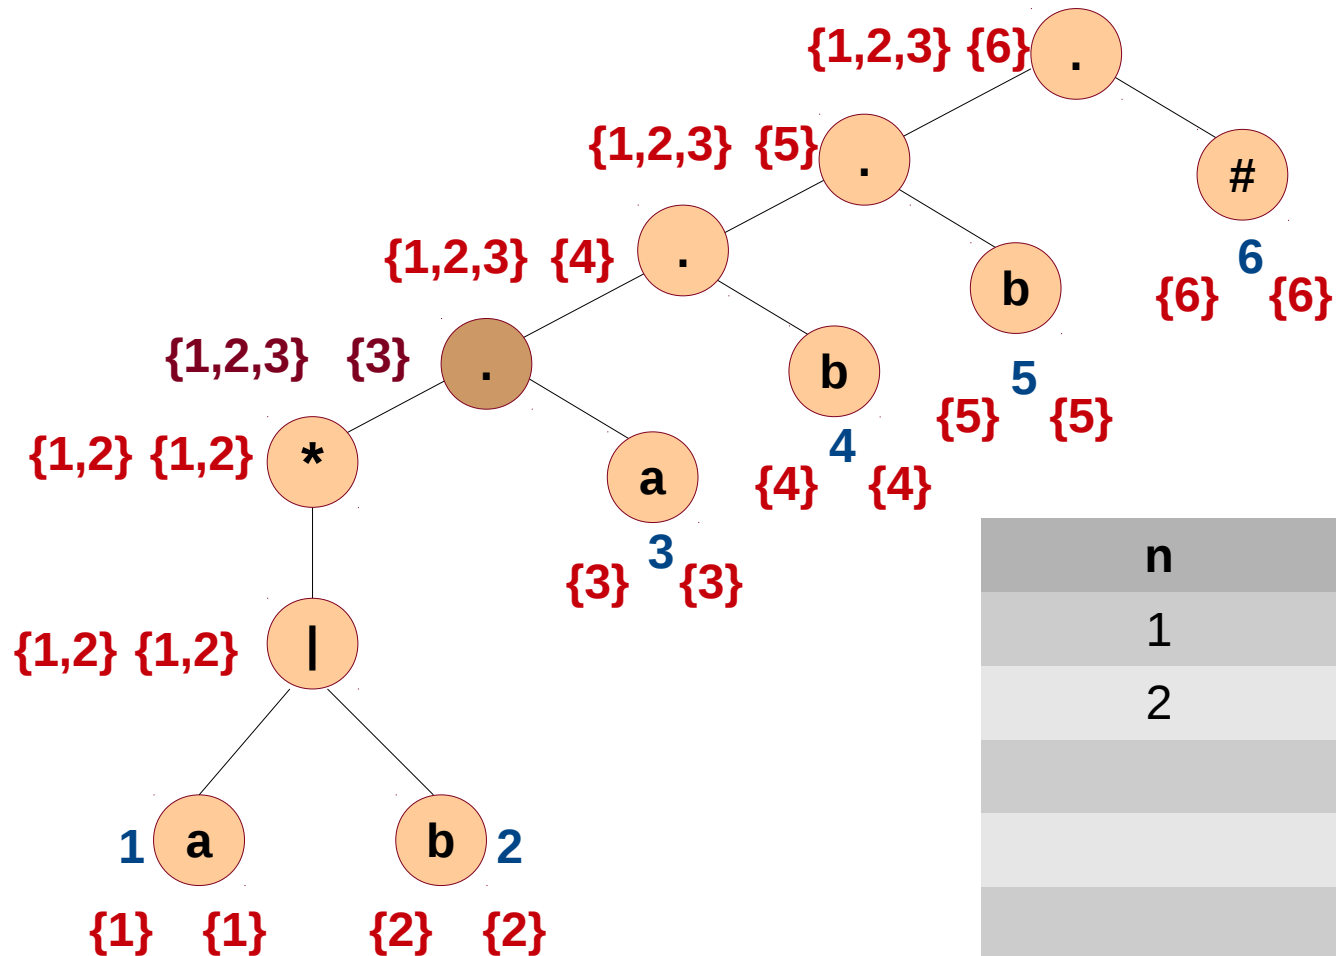 {1,2,3} {6} .
{1,2,3} {5} .
#
6
{6} {6}
{1,2,3} {4} .
b
5
{5} {5}
{1,2,3} {3} .
b
4
{4} {4}
{1,2} {1,2} *
a
3
{3} {3}
{1,2} {1,2} |
1 a
b 2
{1} {1}
{2} {2}
n
1
2